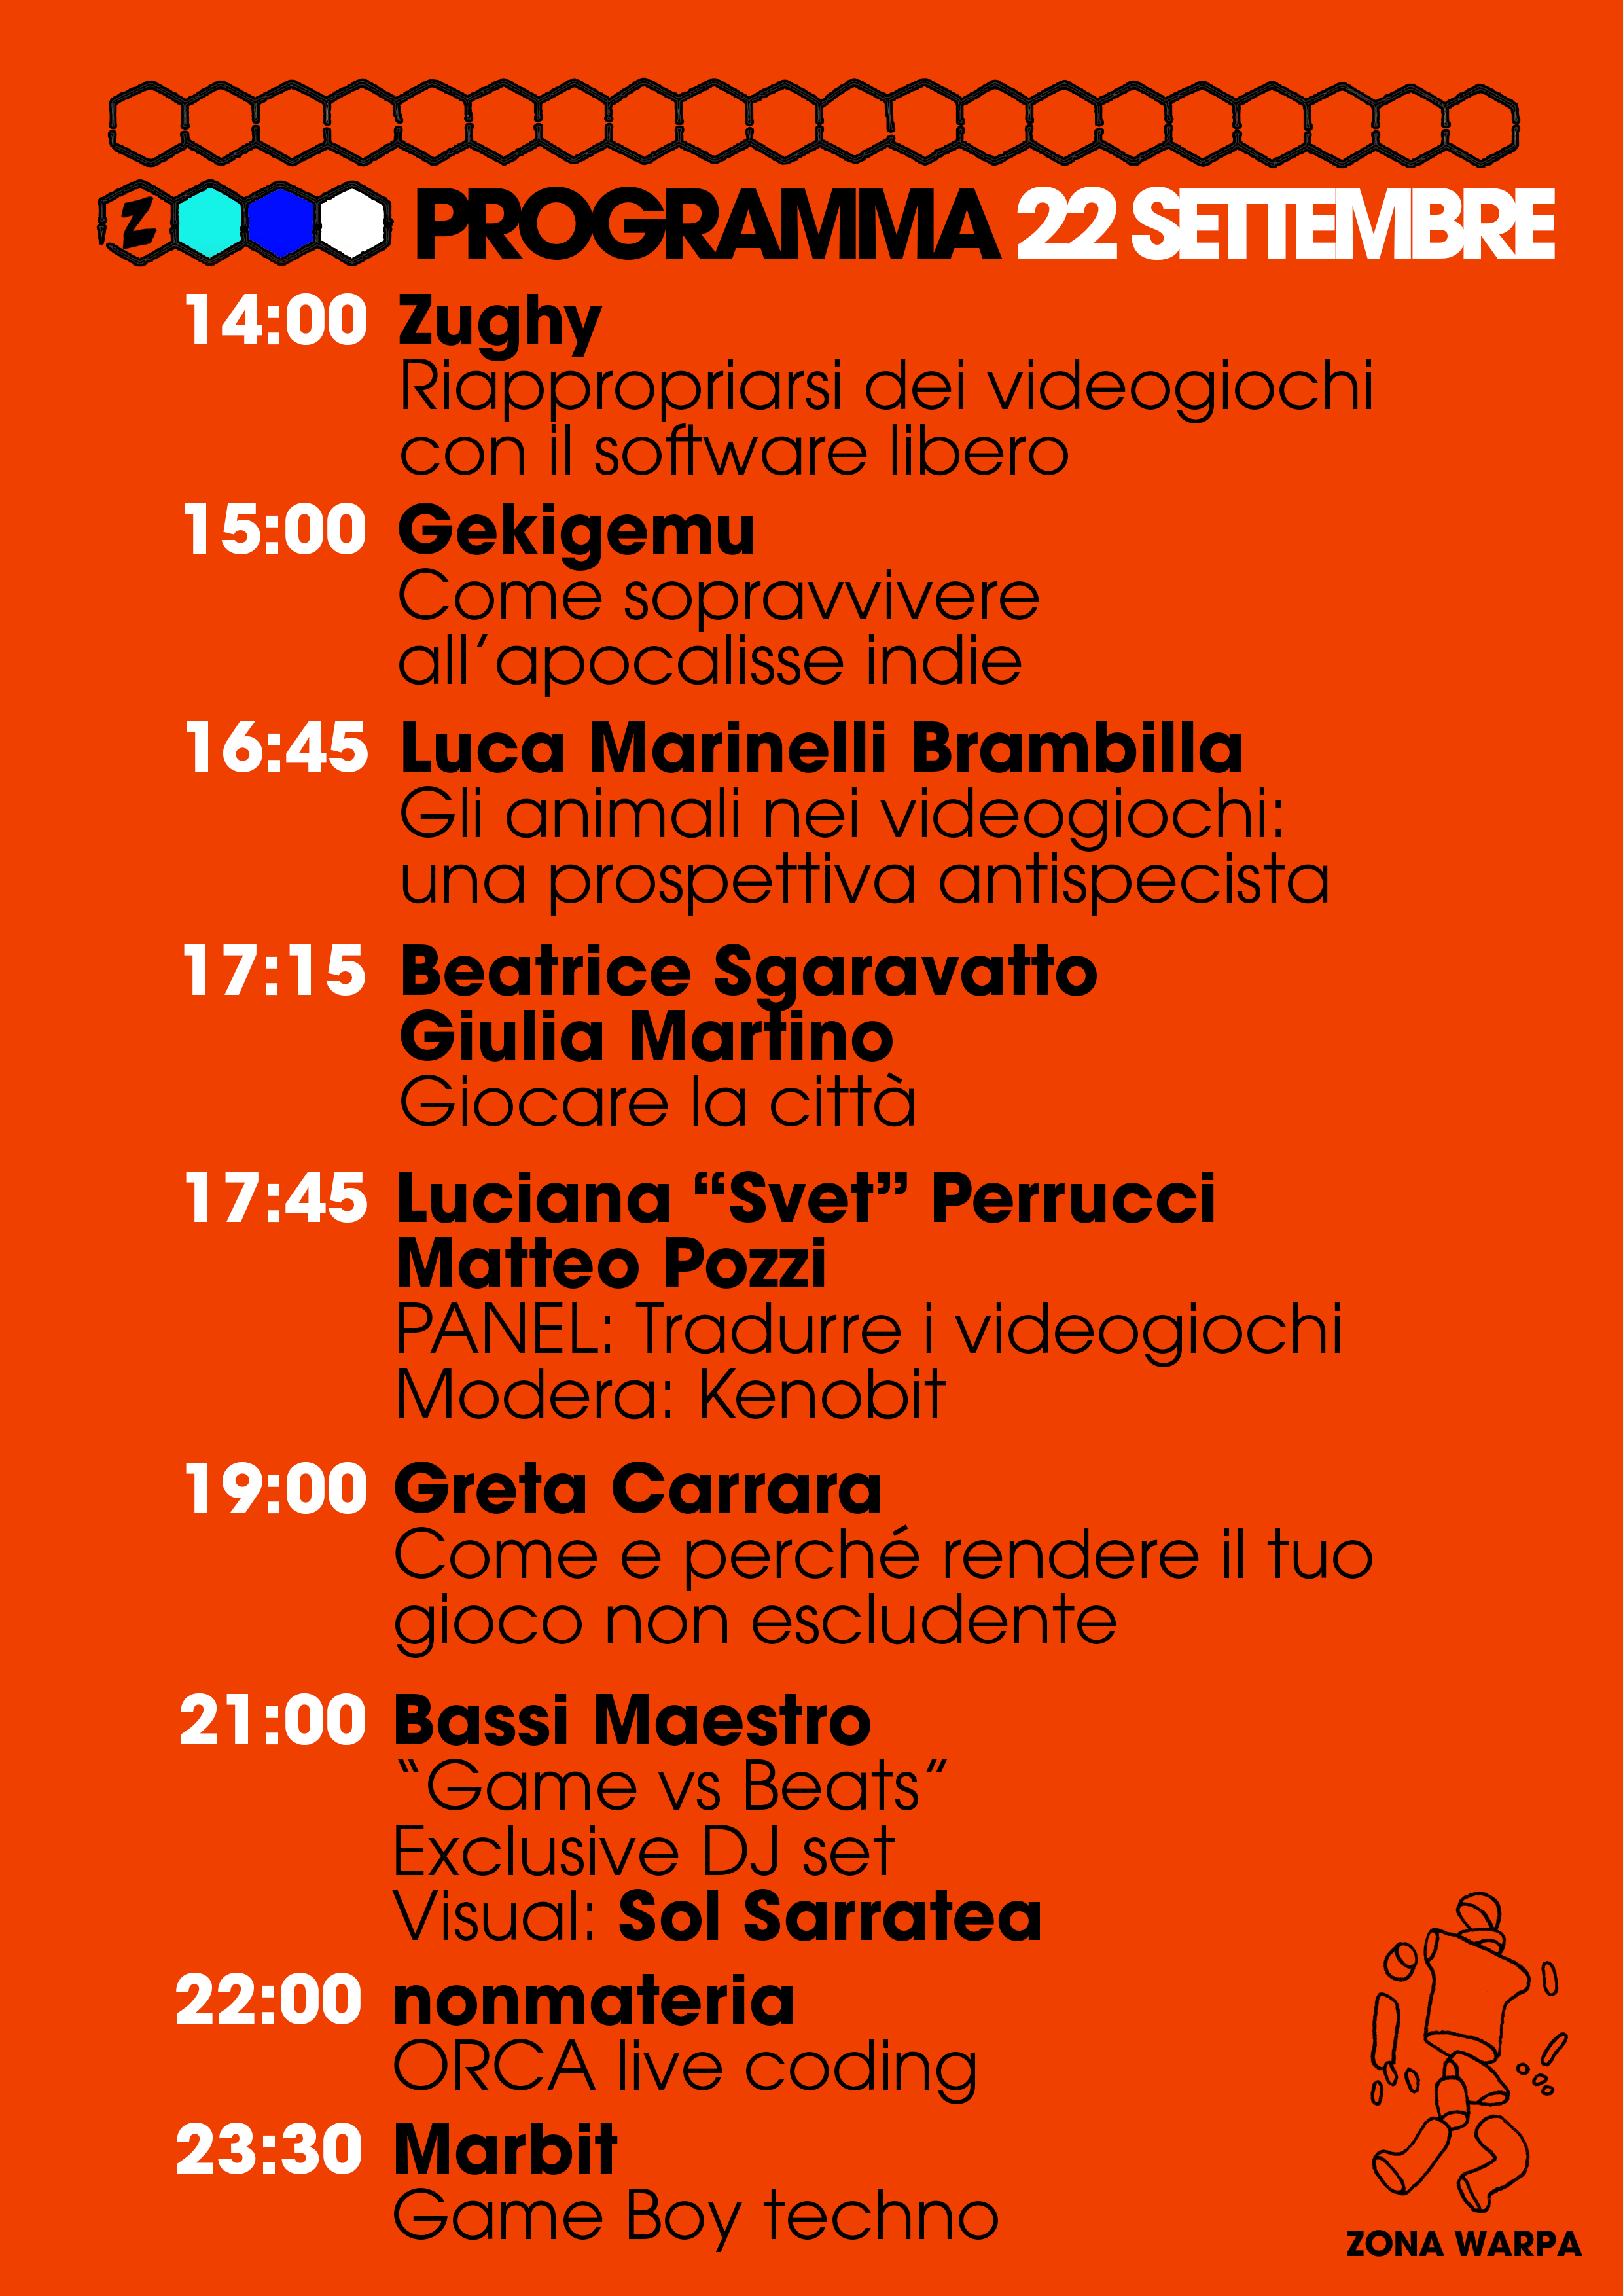 Z PROGRAMMA 22 SETTEMBRE
14:00 Zughy
Riappropriarsi dei videogiochi
con il software libero
15:00 Gekigemu
Come sopravvivere
all'apocalisse indie
16:45 Luca Marinelli Brambilla
Gli animali nei videogiochi:
una prospettiva antispecista
17:15 Beatrice Sgaravatto
Giulia Martino
Giocare la città
17:45 Luciana “Svet” Perrucci
Matteo Pozzi
PANEL: Tradurre i videogiochi
Modera: Kenobit
19:00 Greta Carrara
Come e perché rendere il tuo
gioco non escludente
21:00 Bassi Maestro
“Game vs Beats”
Exclusive DJ set
Visual: Sol Sarratea
22:00 nonmateria
ORCA live coding
23:30 Marbit
Game Boy techno
ZONA WARPA